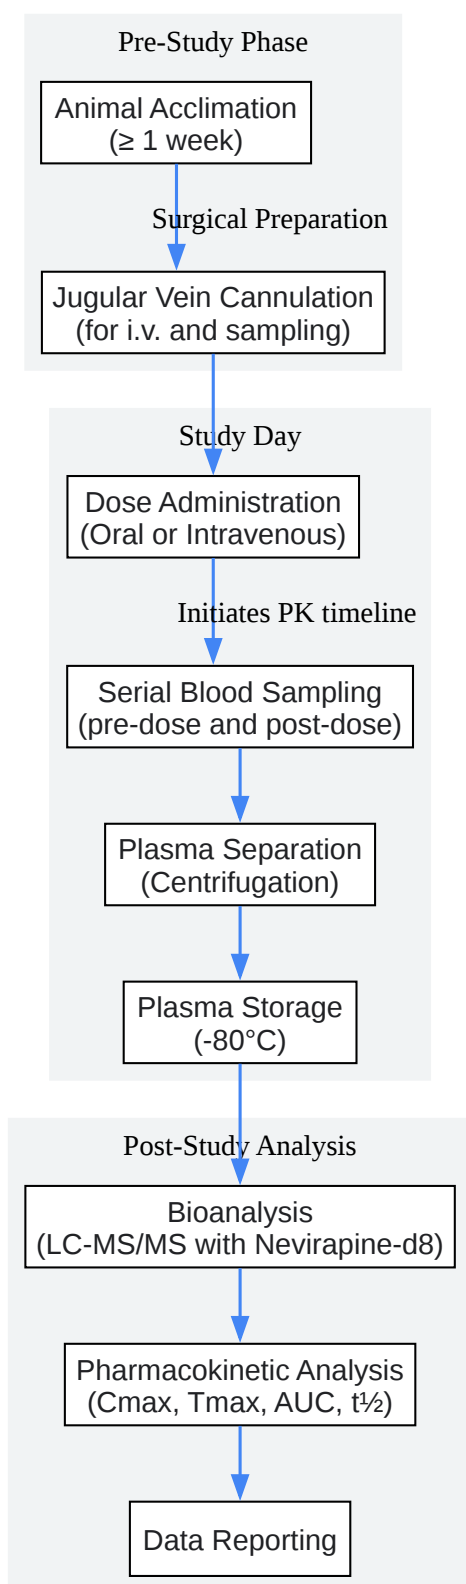 Pre-Study Phase
Animal Acclimation
(≥ 1 week)
Surgical Preparation
Jugular Vein Cannulation
(for i.v. and sampling)
Study Day
Dose Administration
(Oral or Intravenous)
Initiates PK timeline
Serial Blood Sampling
(pre-dose and post-dose)
Plasma Separation
(Centrifugation)
Plasma Storage
(-80°C)
Post-Study Analysis
Bioanalysis
(LC-MS/MS with Nevirapine-d8)
Pharmacokinetic Analysis
(Cmax, Tmax, AUC, t½)
Data Reporting